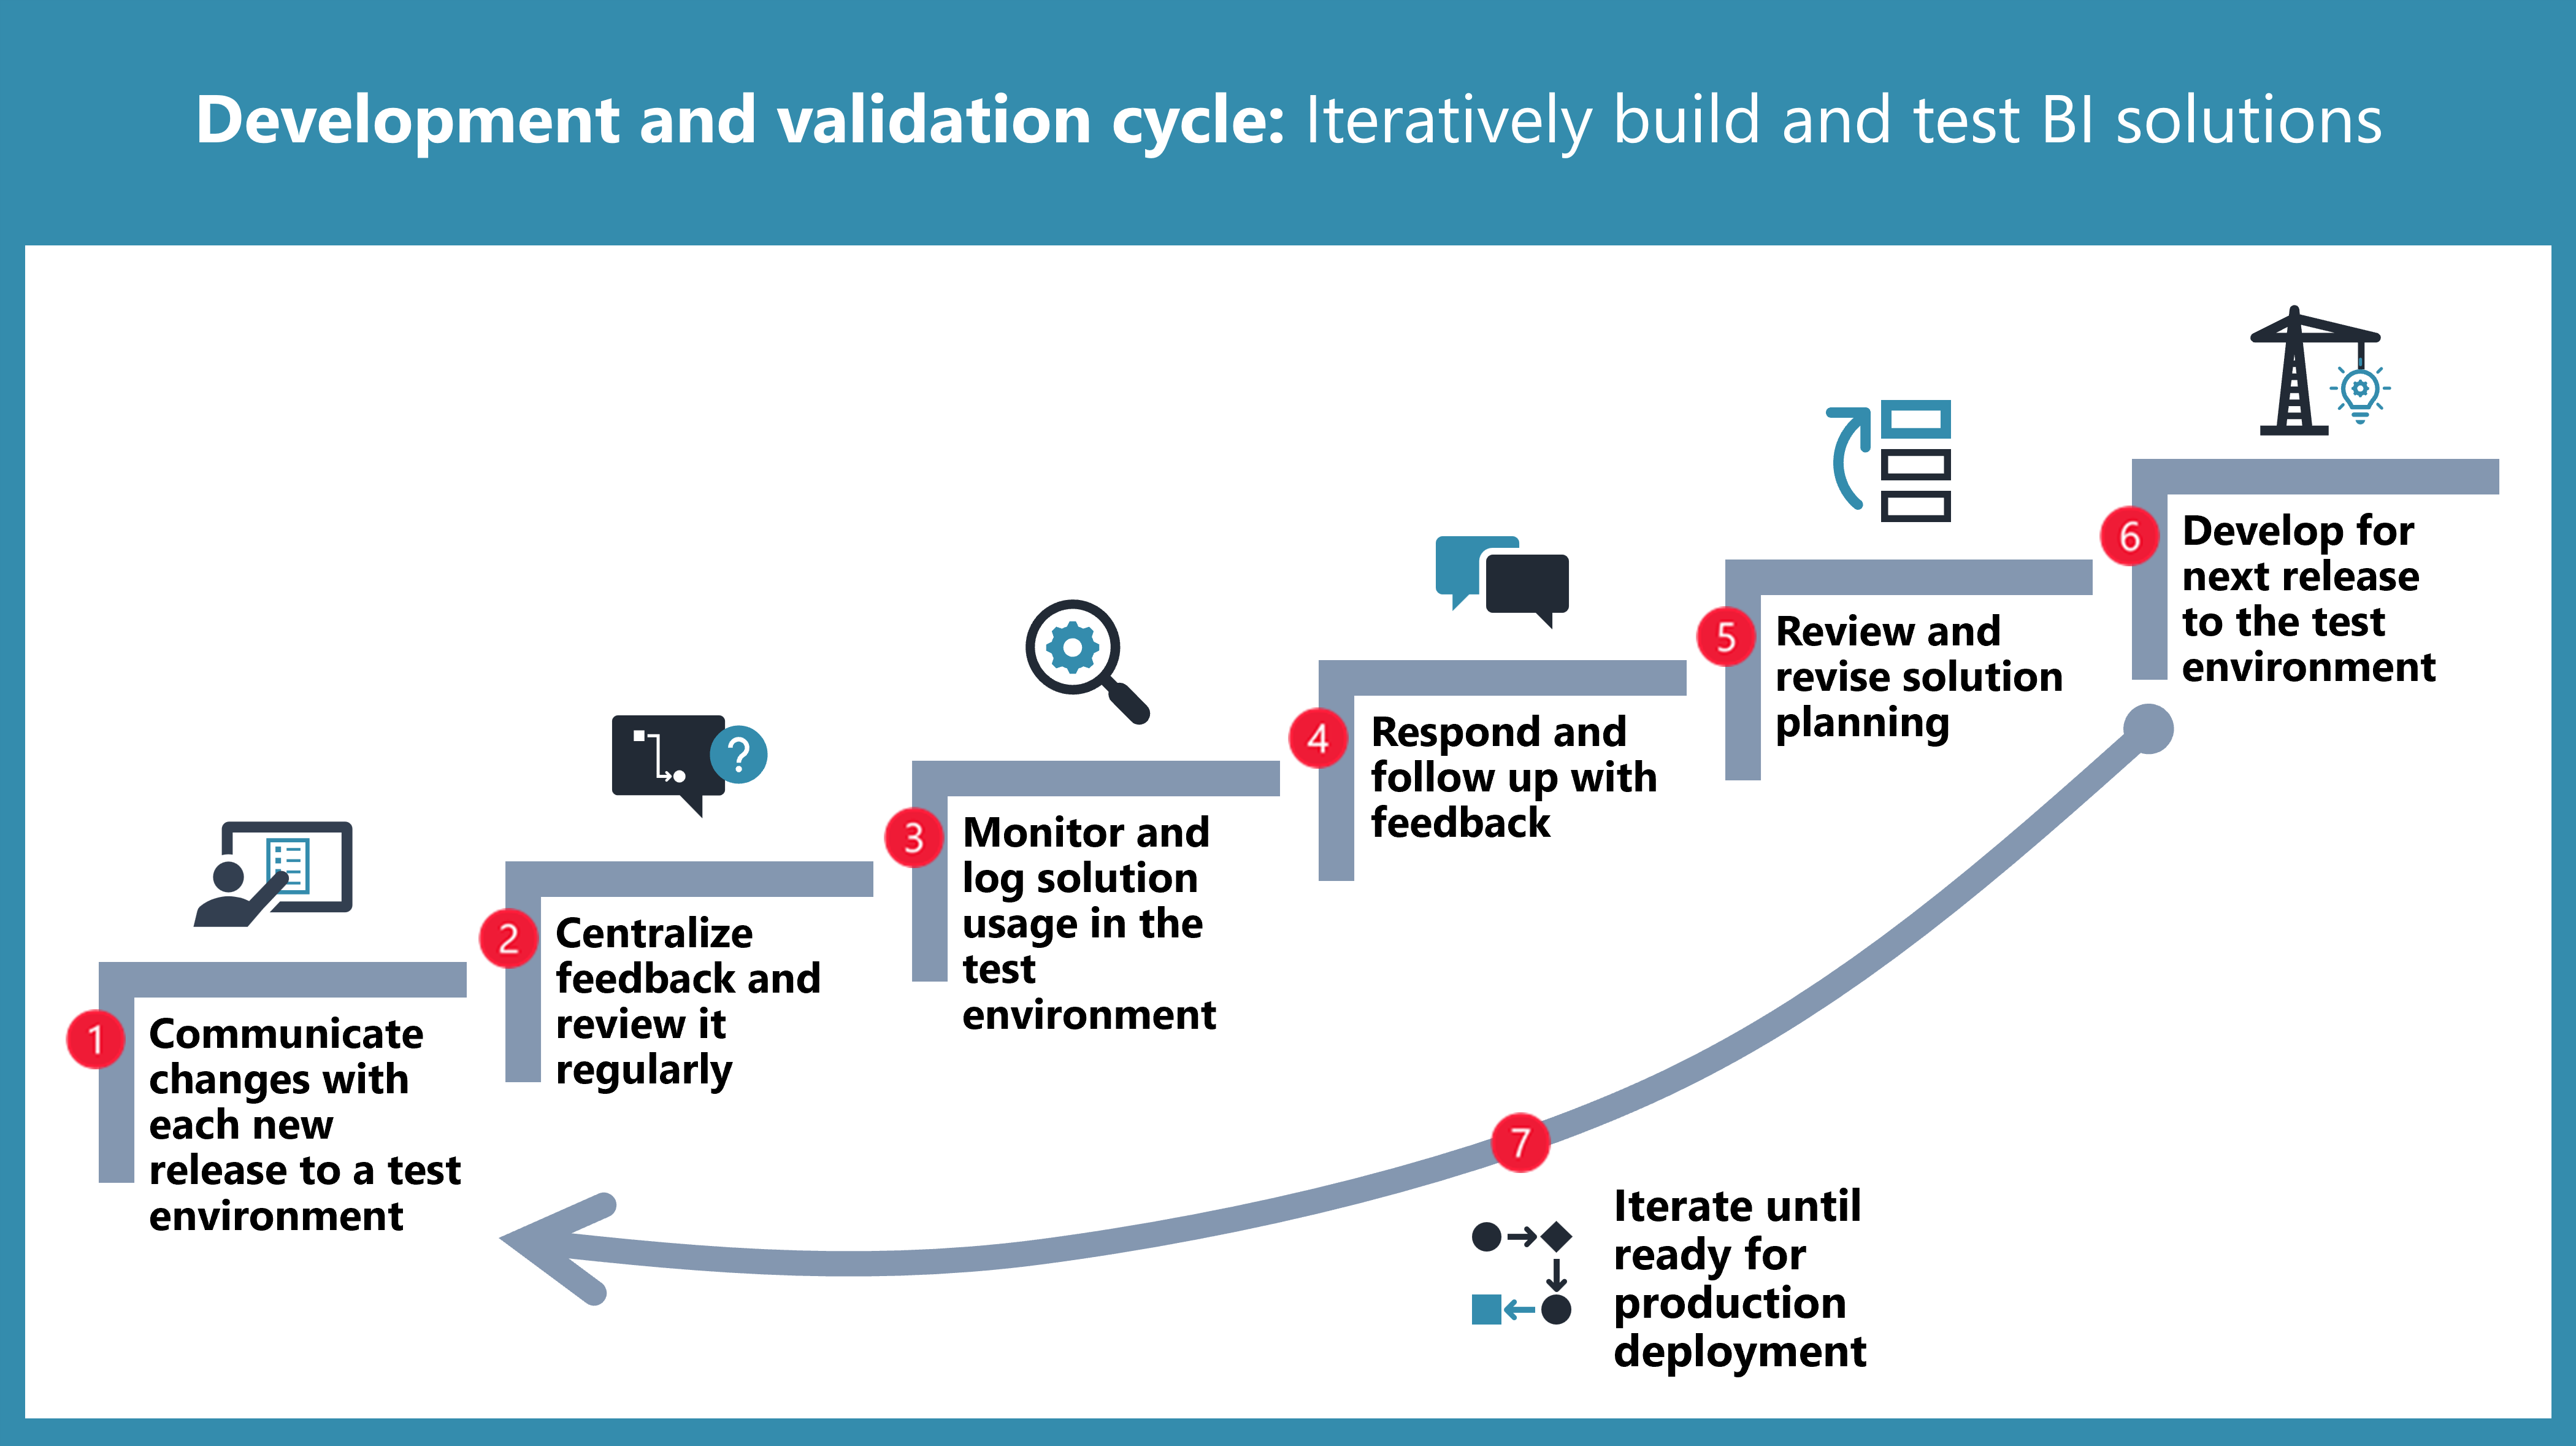 Development and validation cycle: Iteratively build and test BI solutions
1
Communicate
changes with
each new
release to a test
environment
2
?
Centralize
feedback and
review it
regularly
3
Monitor and
log solution
usage in the
test
environment
4
Respond and
follow up with
feedback
5
Review and
revise solution
planning
6
Develop for
next release
to the test
environment
7
Iterate until
ready for
production
deployment